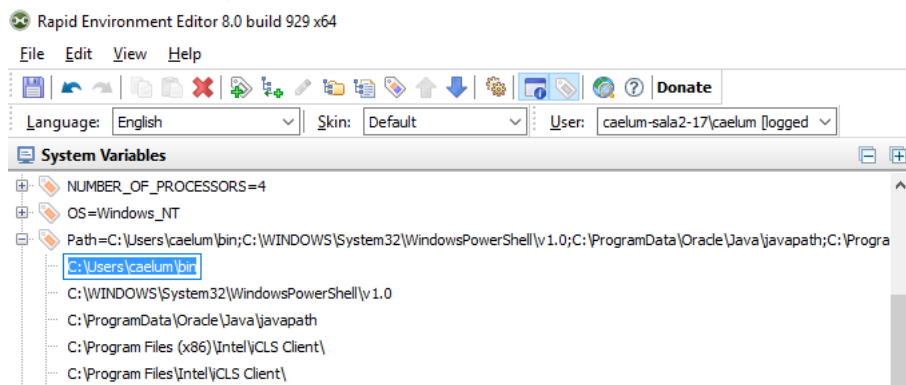 Rapid Environment Editor 8.0 build 929 x64
File Edit View Help
Donate
Language: English Skin: Default User: caelum-sala2-17\caelum [logged
System Variables
NUMBER_OF_PROCESSORS=4
OS=Windows_NT
Path=C:\Users\caelum\bin;C:\WINDOWS\System32\WindowsPowerShell\v1.0;C:\ProgramData\Oracle\Java\javapath;C:\Progra
C:\Users\caelum\bin
C:\WINDOWS\System32\WindowsPowerShell\v1.0
C:\ProgramData\Oracle\Java\javapath
C:\Program Files (x86)\Intel\iCLS Client\
C:\Program Files\Intel\iCLS Client\